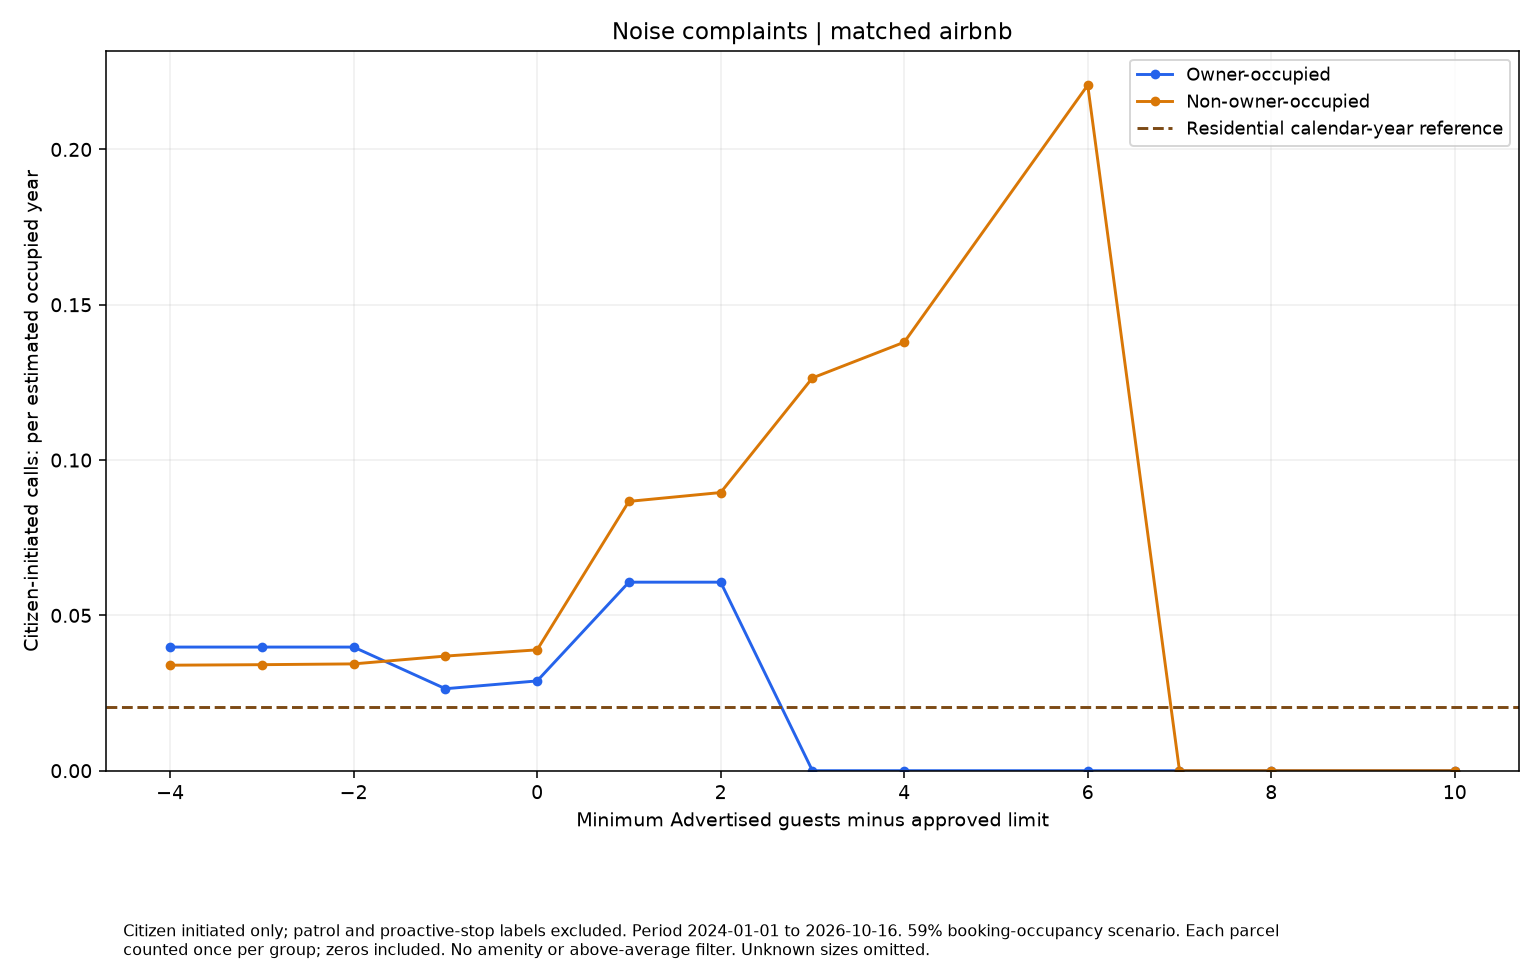 Noise complaints | matched airbnb
Owner-occupied
Non-owner-occupied
Residential calendar-year reference
Citizen-initiated calls: per estimated occupied year
0.20
0.15
0.10
0.05
0.00
−4
−2
0
2
4
6
8
10
Minimum Advertised guests minus approved limit
Citizen initiated only; patrol and proactive-stop labels excluded. Period 2024-01-01 to 2026-10-16. 59% booking-occupancy scenario. Each parcel
counted once per group; zeros included. No amenity or above-average filter. Unknown sizes omitted.